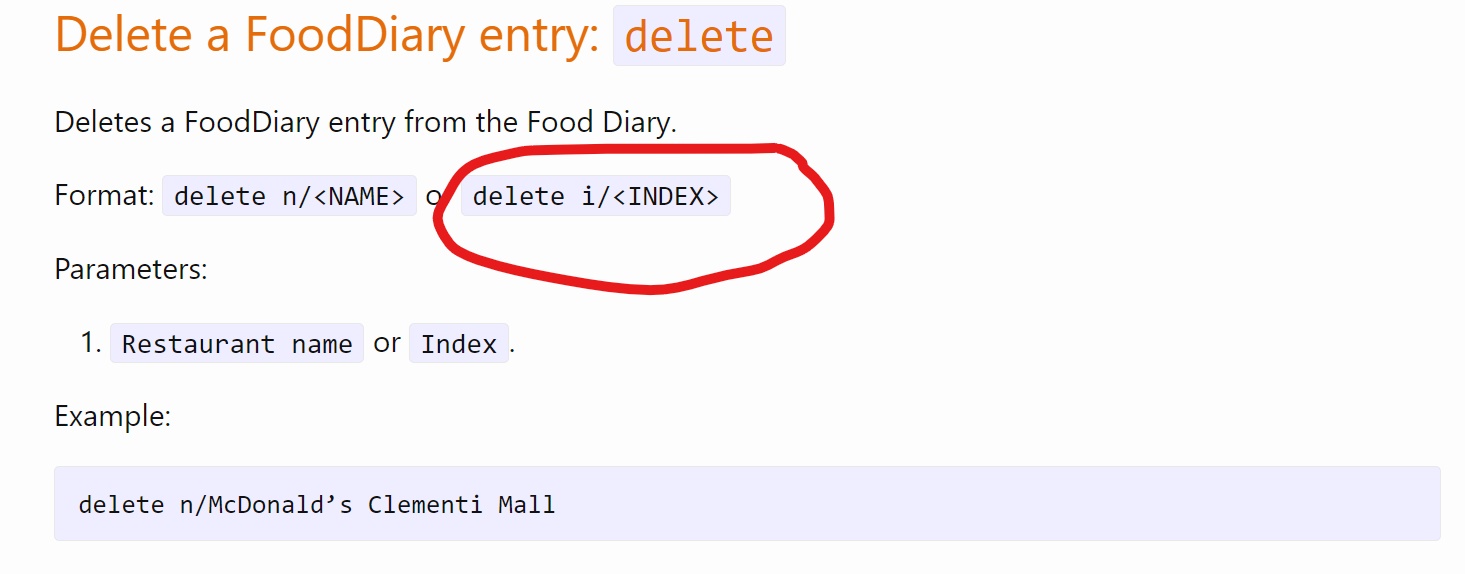 Delete a FoodDiary entry: delete
Deletes a FoodDiary entry from the Food Diary.
Format: delete n/<NAME> or delete i/<INDEX>
Parameters:
1. Restaurant name or Index.
Example:
delete n/McDonald’s Clementi Mall